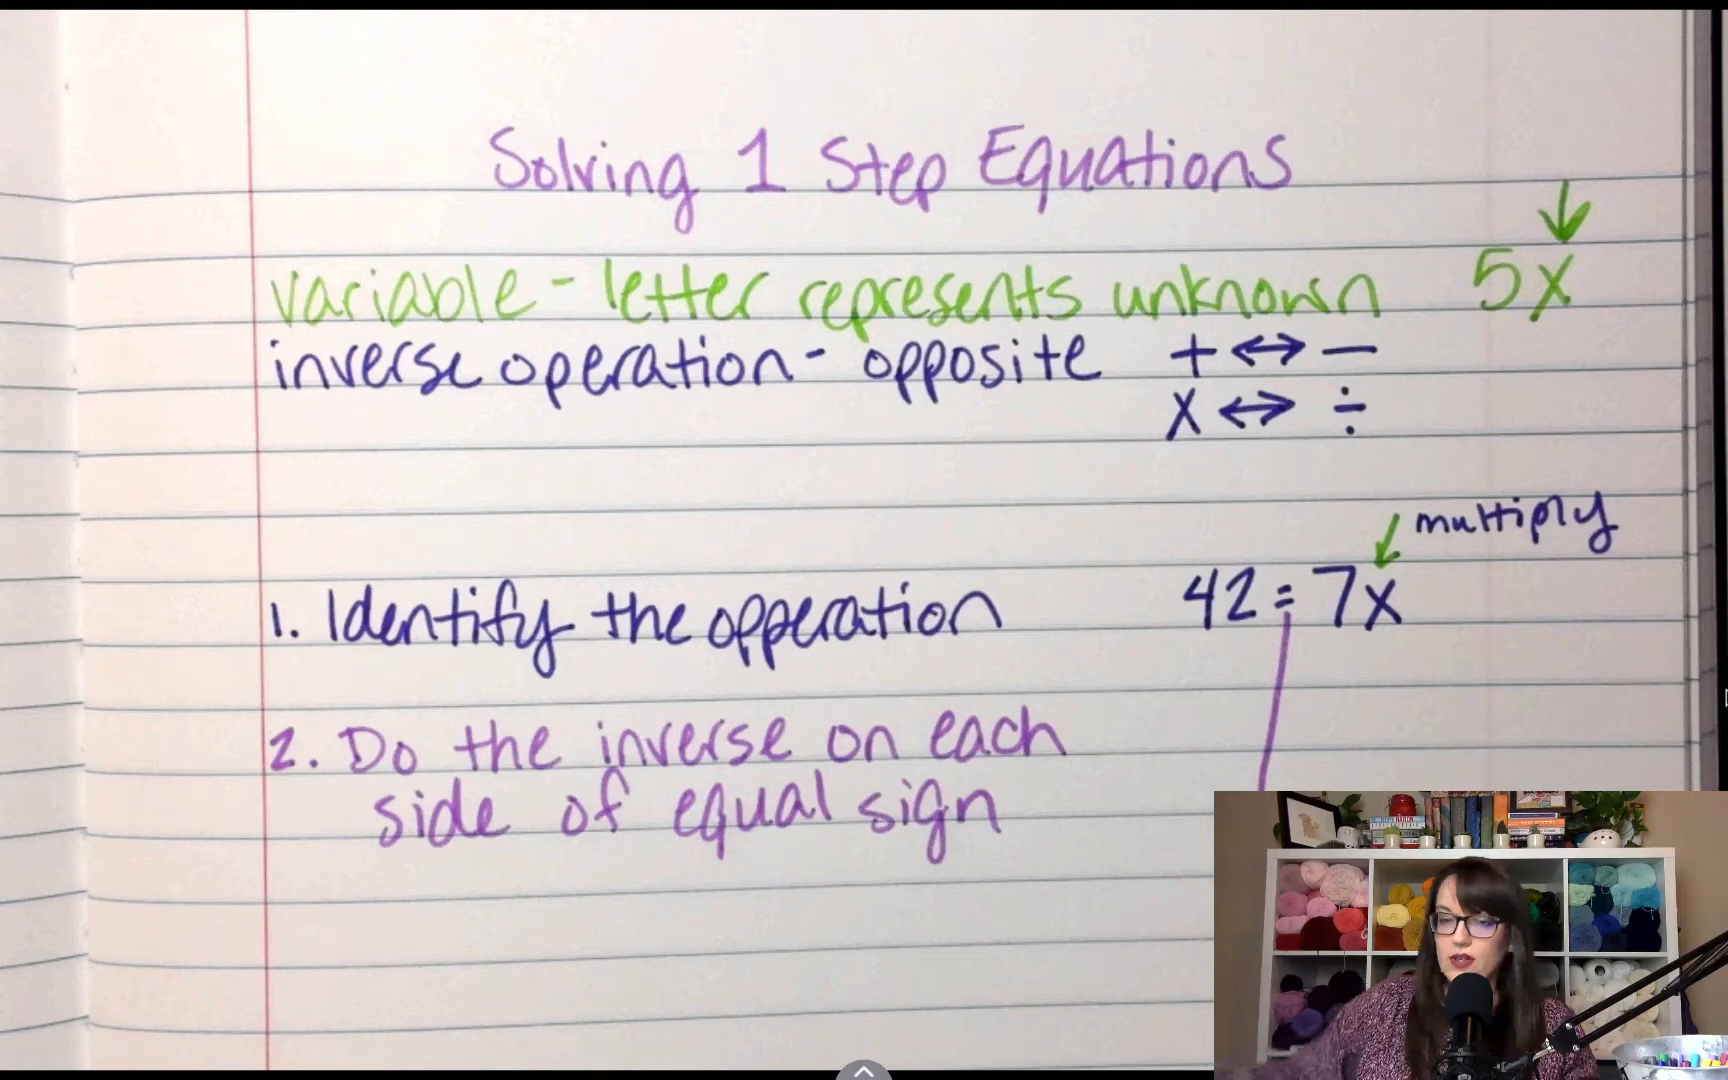 Solving 1 Step Equations
variable - letter represents unknown 5x
inverse operation - opposite + ↔ −
x ↔ ÷
multiply
1. Identify the opperation 42 = 7x
2. Do the inverse on each
side of equal sign